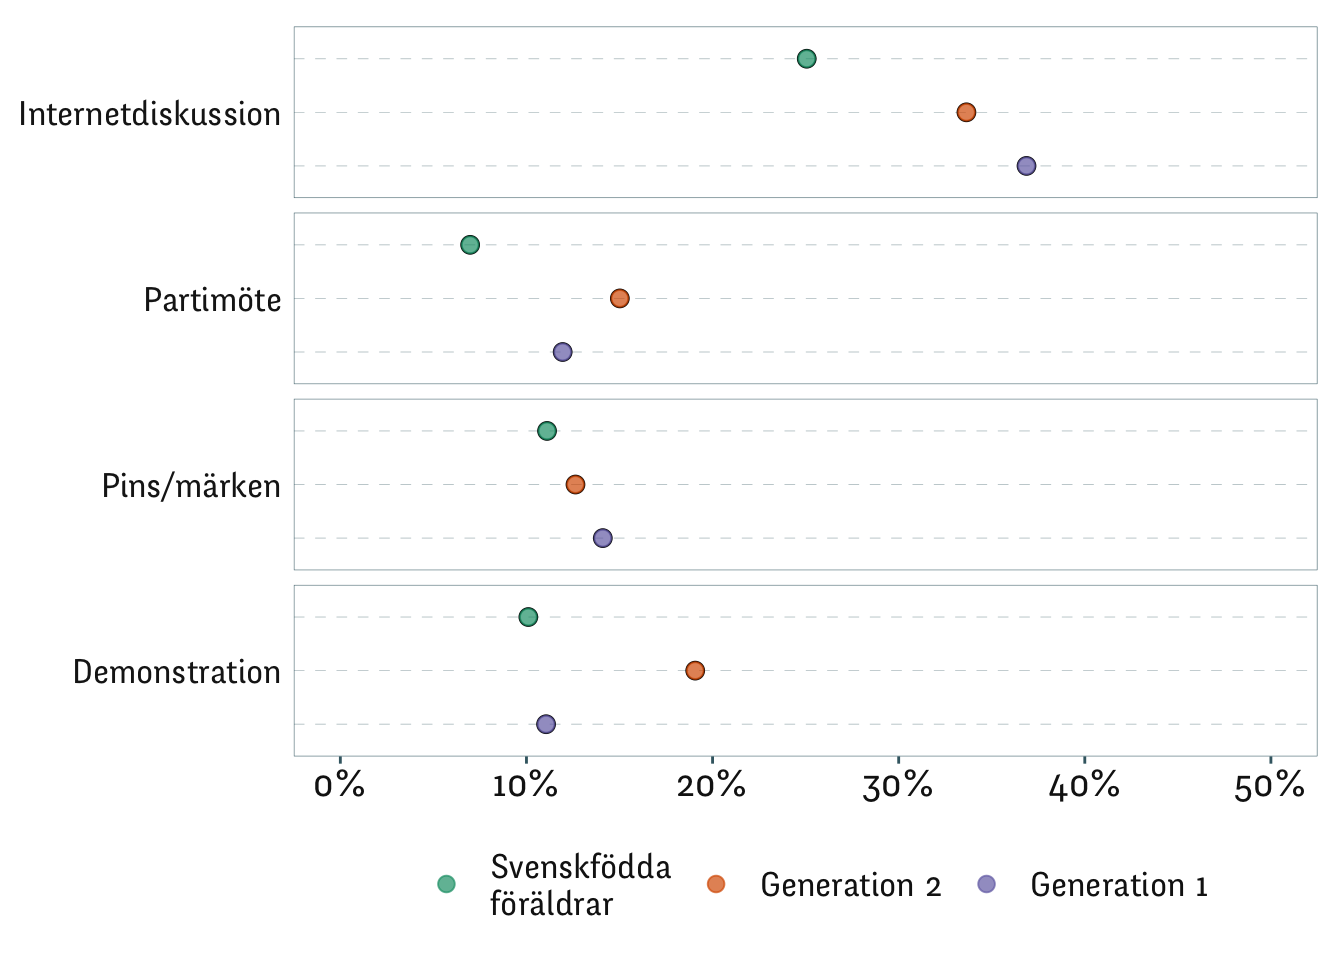 Internetdiskussion
Partimöte
Pins/märken
Demonstration
0% 10% 20% 30% 40% 50%
Svenskfödda
föräldrar
Generation 2
Generation 1